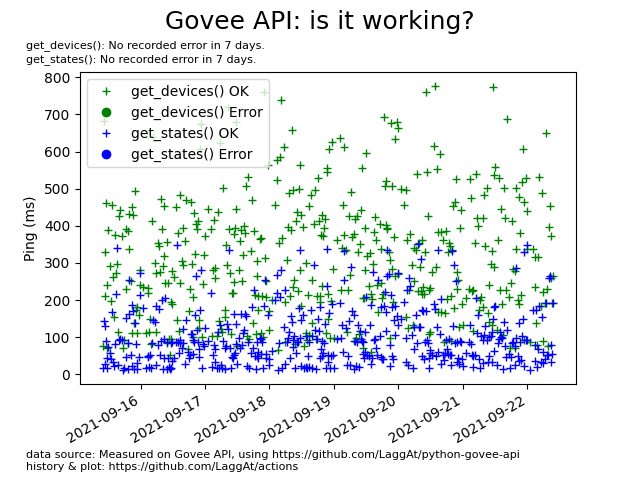 Govee API: is it working?
get_devices(): No recorded error in 7 days.
get_states(): No recorded error in 7 days.
get_devices() OK
get_devices() Error
get_states() OK
get_states() Error
Ping (ms)
800
700
600
500
400
300
200
100
0
2021-09-16
2021-09-17
2021-09-18
2021-09-19
2021-09-20
2021-09-21
2021-09-22
data source: Measured on Govee API, using https://github.com/LaggAt/python-govee-api
history & plot: https://github.com/LaggAt/actions